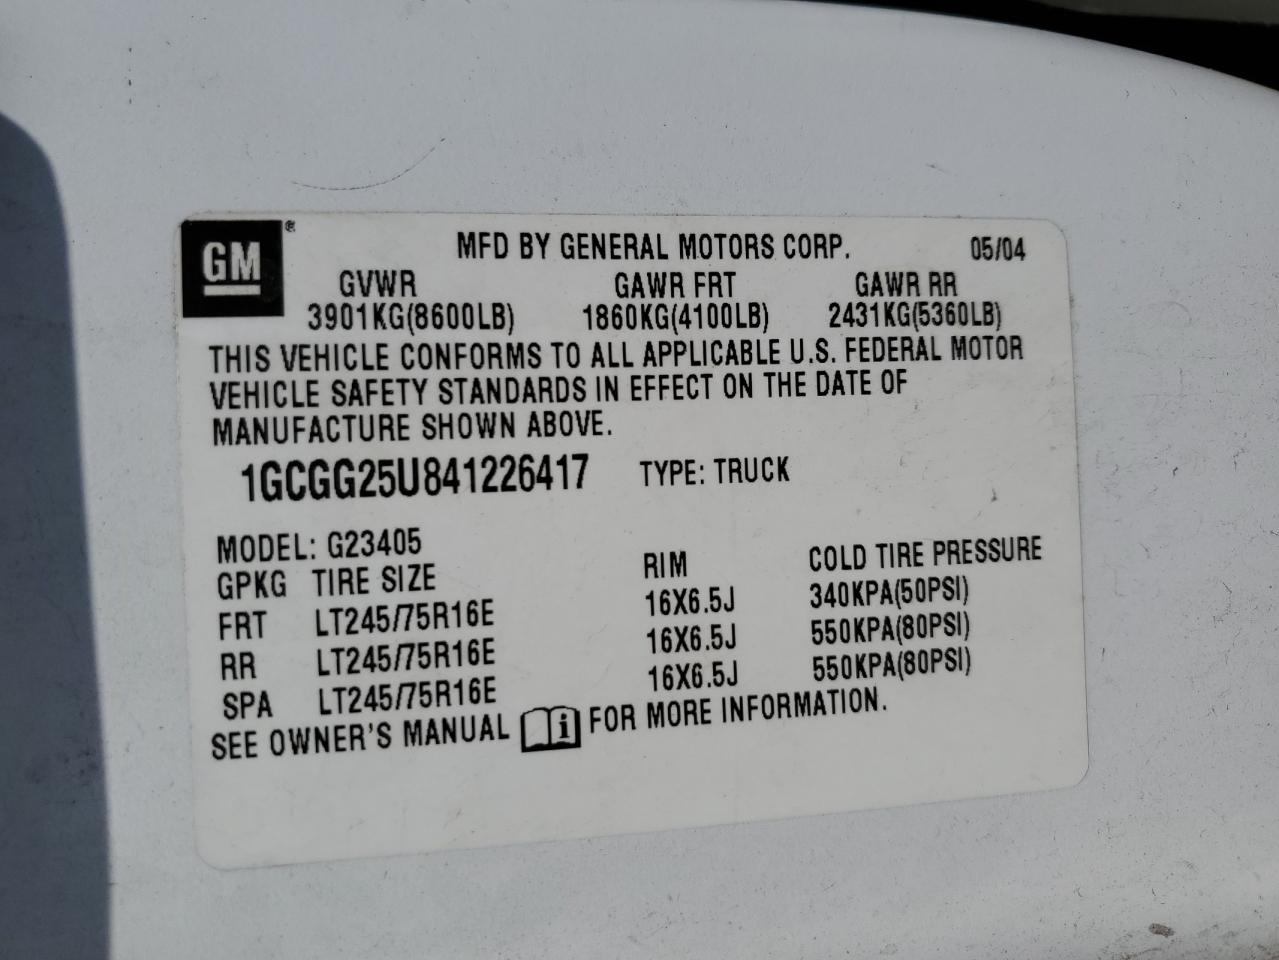 GM ®
MFD BY GENERAL MOTORS CORP. 05/04
GVWR GAWR FRT GAWR RR
3901KG(8600LB) 1860KG(4100LB) 2431KG(5360LB)
THIS VEHICLE CONFORMS TO ALL APPLICABLE U.S. FEDERAL MOTOR
VEHICLE SAFETY STANDARDS IN EFFECT ON THE DATE OF
MANUFACTURE SHOWN ABOVE.
1GCGG25U841226417 TYPE: TRUCK
MODEL: G23405
GPKG TIRE SIZE RIM COLD TIRE PRESSURE
FRT LT245/75R16E 16X6.5J 340KPA(50PSI)
RR LT245/75R16E 16X6.5J 550KPA(80PSI)
SPA LT245/75R16E 16X6.5J 550KPA(80PSI)
SEE OWNER'S MANUAL i FOR MORE INFORMATION.